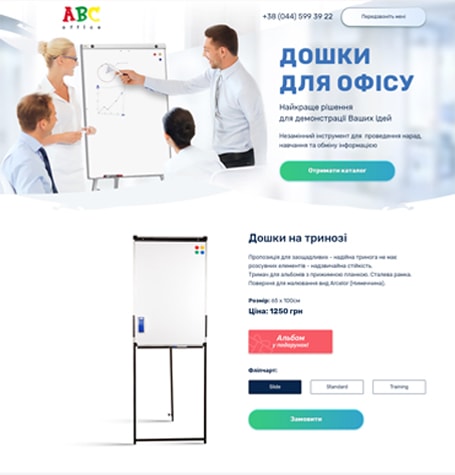 ABC
office
+38 (044) 599 39 22
Передзвоніть мені
ДОШКИ
ДЛЯ ОФІСУ
Найкраще рішення
для демонстрації Ваших ідей
Незамінний інструмент для проведення нарад,
навчання та обміну інформацією
Отримати каталог
Дошки на тринозі
Пропозиція для заощадливих - надійна тринога не має
розсувних елементів - надзвичайна стійкість.
Тримач для альбомів з прижимною планкою. Сталева рамка.
Поверхня для малювання від Arcelor (Німеччина).
Розмір: 65 x 100см
Ціна: 1250 грн
Альбом
у подарунок!
Фліпчарт:
Slide
Standard
Training
Замовити